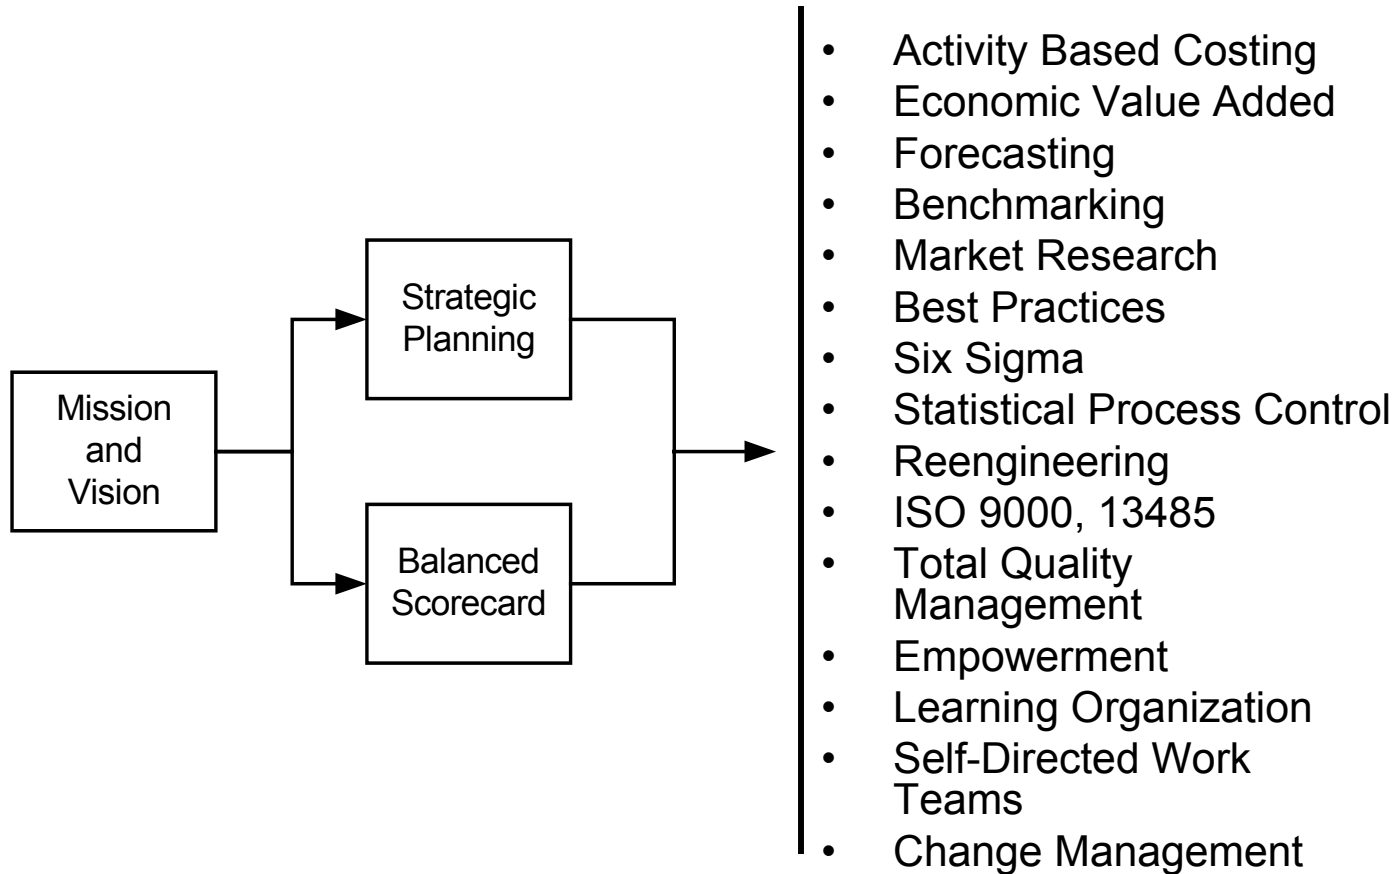 Mission
and
Vision
Strategic
Planning
Balanced
Scorecard
• Activity Based Costing
• Economic Value Added
• Forecasting
• Benchmarking
• Market Research
• Best Practices
• Six Sigma
• Statistical Process Control
• Reengineering
• ISO 9000, 13485
• Total Quality
Management
• Empowerment
• Learning Organization
• Self-Directed Work
Teams
• Change Management